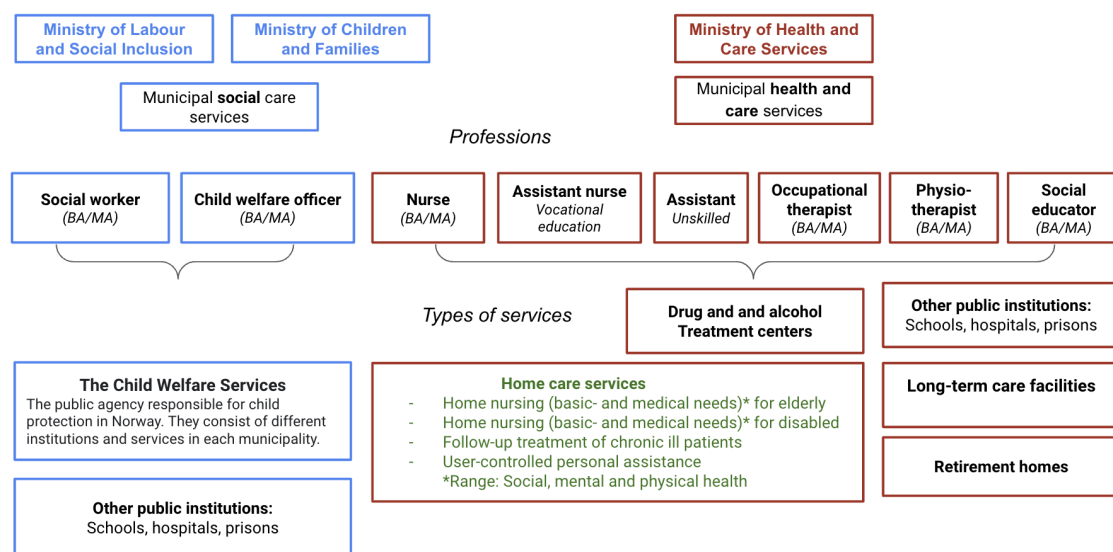 Ministry of Labour
and Social Inclusion
Ministry of Children
and Families
Ministry of Health and
Care Services
Municipal social care
services
Municipal health and
care services
Professions
Social worker
(BA/MA)
Child welfare officer
(BA/MA)
Nurse
(BA/MA)
Assistant nurse
Vocational
education
Assistant
Unskilled
Occupational
therapist
(BA/MA)
Physio-
therapist
(BA/MA)
Social
educator
(BA/MA)
Types of services
Drug and and alcohol
Treatment centers
Other public institutions:
Schools, hospitals, prisons
The Child Welfare Services
The public agency responsible for child
protection in Norway. They consist of different
institutions and services in each municipality.
Home care services
- Home nursing (basic- and medical needs)* for elderly
- Home nursing (basic- and medical needs)* for disabled
- Follow-up treatment of chronic ill patients
- User-controlled personal assistance
*Range: Social, mental and physical health
Long-term care facilities
Retirement homes
Other public institutions:
Schools, hospitals, prisons